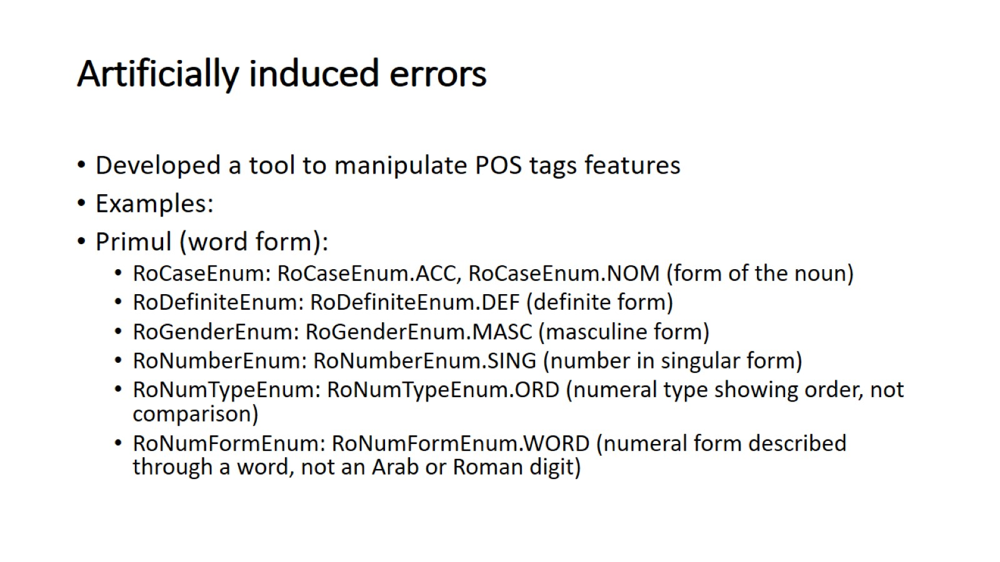 Artificially induced errors
• Developed a tool to manipulate POS tags features
• Examples:
• Primul (word form):
• RoCaseEnum: RoCaseEnum.ACC, RoCaseEnum.NOM (form of the noun)
• RoDefiniteEnum: RoDefiniteEnum.DEF (definite form)
• RoGenderEnum: RoGenderEnum.MASC (masculine form)
• RoNumberEnum: RoNumberEnum.SING (number in singular form)
• RoNumTypeEnum: RoNumTypeEnum.ORD (numeral type showing order, not
comparison)
• RoNumFormEnum: RoNumFormEnum.WORD (numeral form described
through a word, not an Arab or Roman digit)